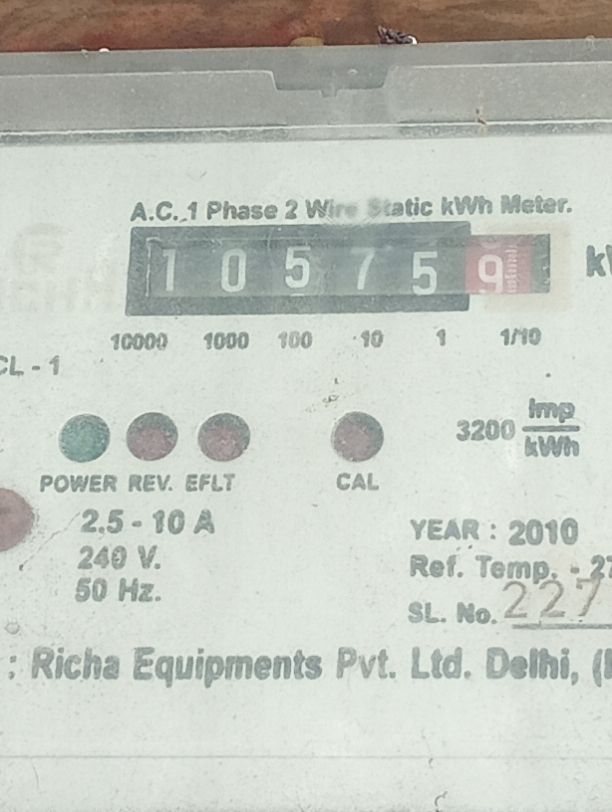 A.C. 1 Phase 2 Wire Static kWh Meter.
1 0 5 7 5 9
10000 1000 100 10 1 1/10
CL - 1
3200 Imp/kWh
POWER REV. EFLT CAL
2.5 - 10 A
240 V.
50 Hz.
YEAR : 2010
Ref. Temp. - 27
SL. No. 227
: Richa Equipments Pvt. Ltd. Delhi,